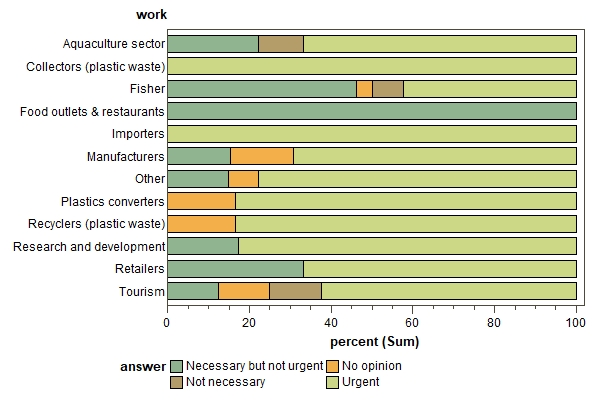 work
Aquaculture sector
Collectors (plastic waste)
Fisher
Food outlets & restaurants
Importers
Manufacturers
Other
Plastics converters
Recyclers (plastic waste)
Research and development
Retailers
Tourism
0 20 40 60 80 100
percent (Sum)
answer Necessary but not urgent No opinion
Not necessary Urgent